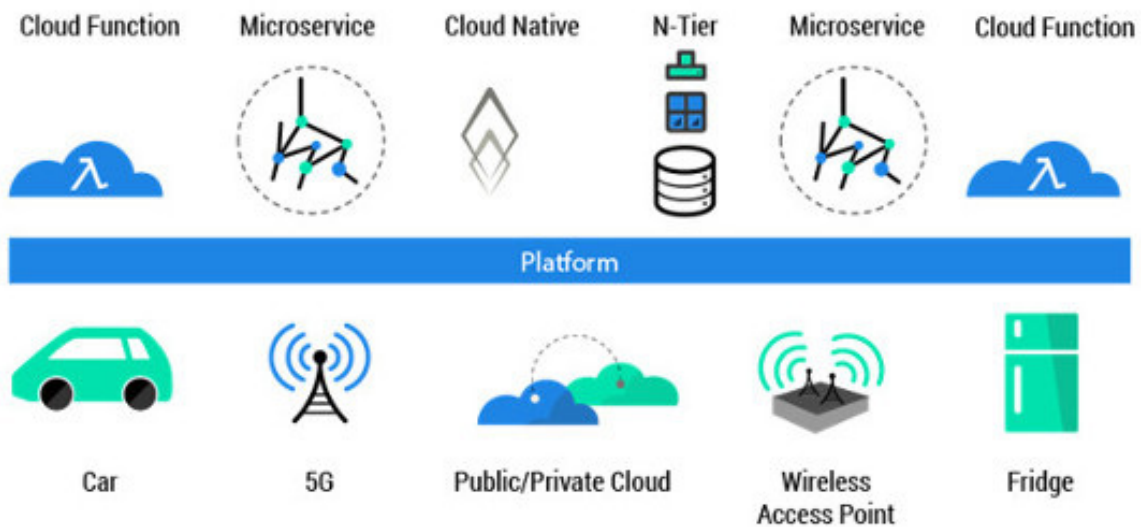 Cloud Function
Microservice
Cloud Native
N-Tier
Microservice
Cloud Function
λ
λ
Platform
Car
5G
Public/Private Cloud
Wireless
Access Point
Fridge